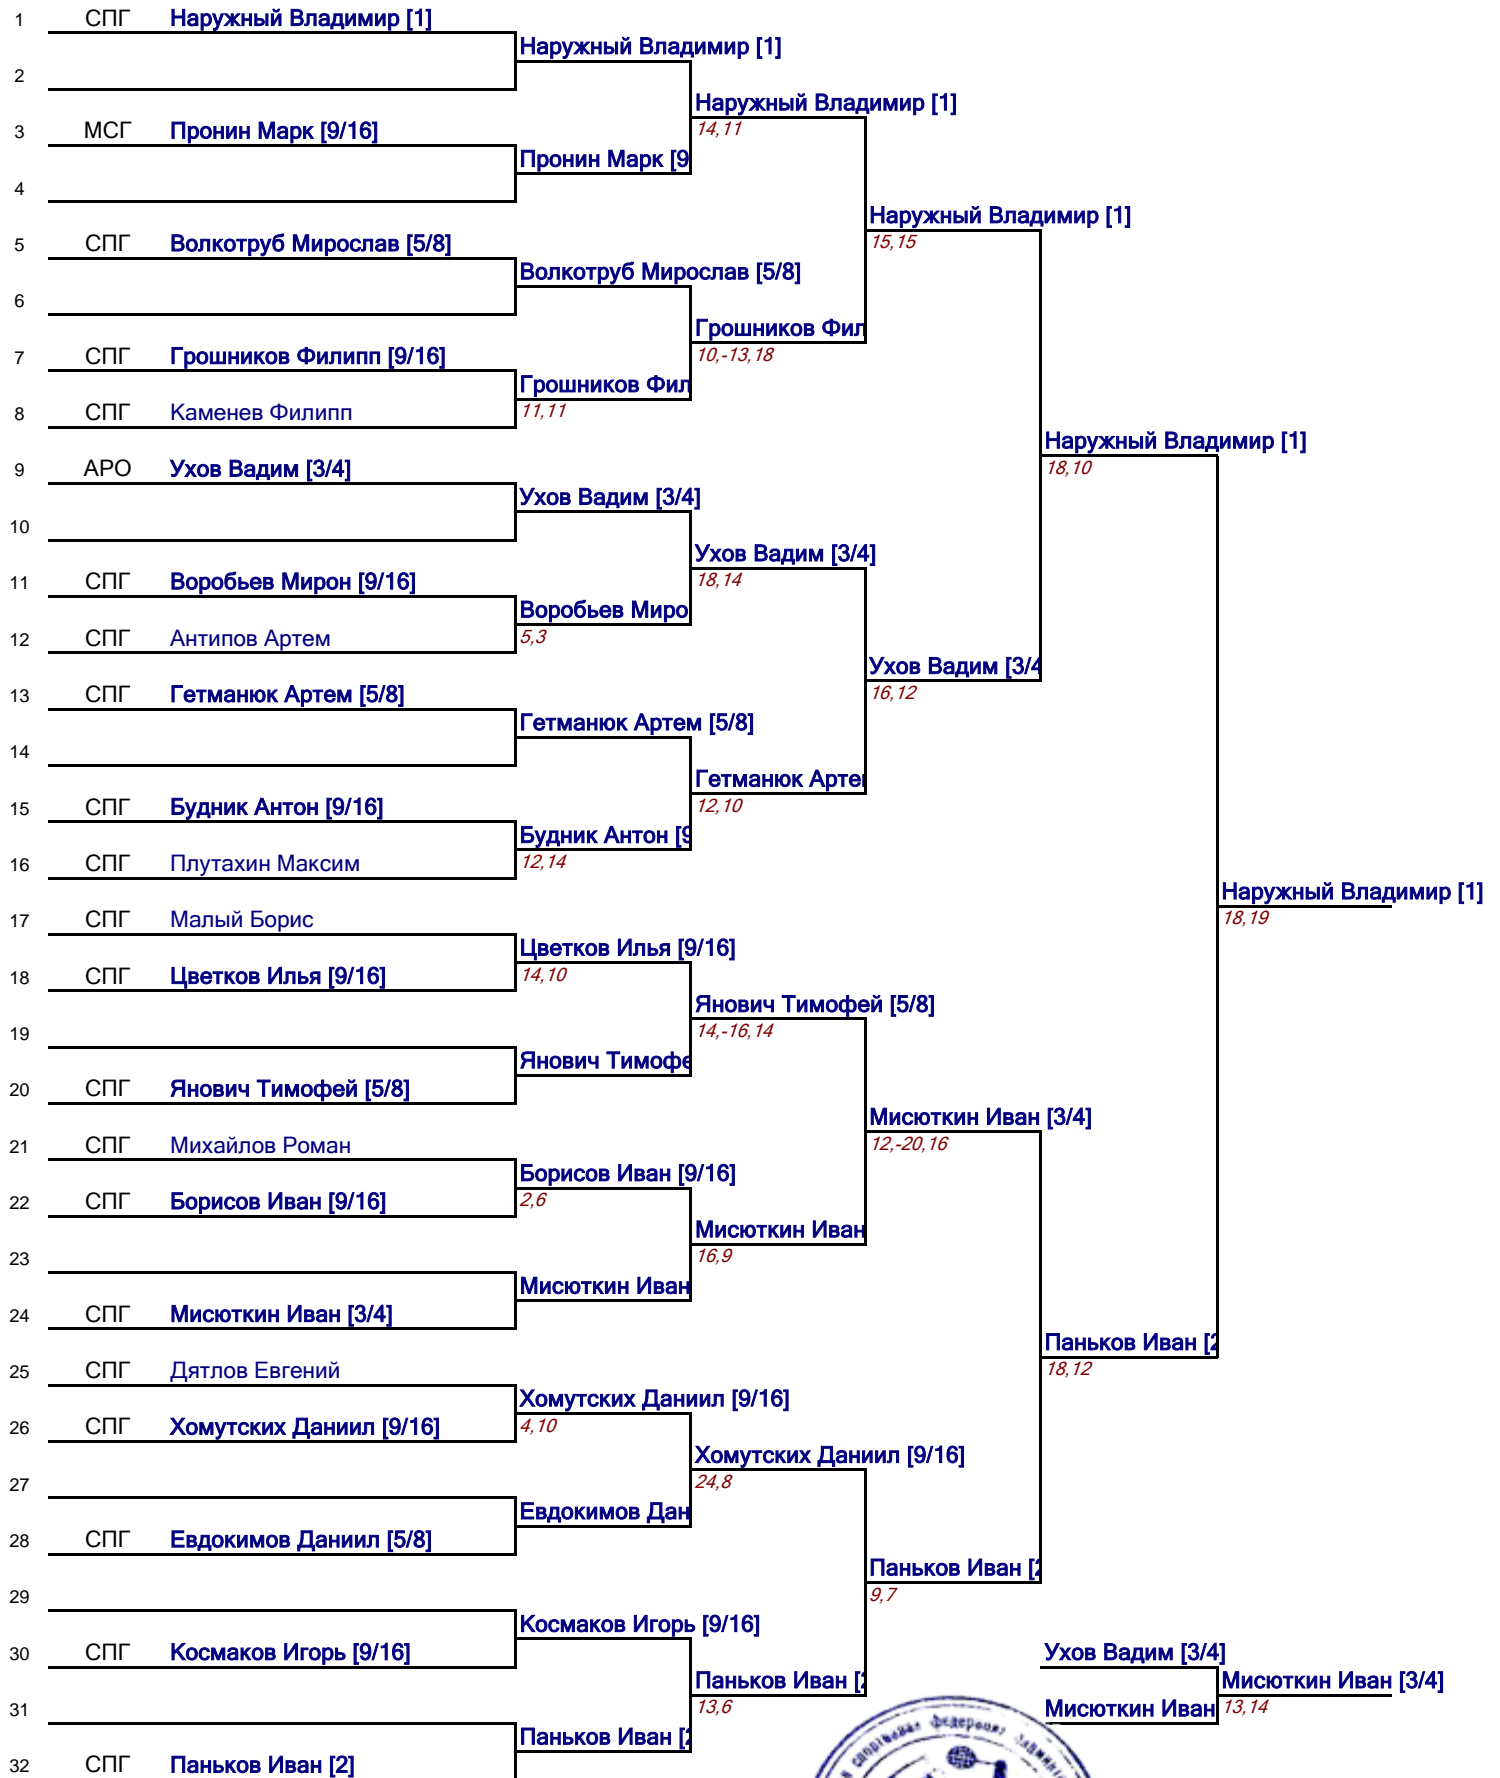 1 СПГ Наружный Владимир [1]
Наружный Владимир [1]
2
Наружный Владимир [1]
14,11
3 МСГ Пронин Марк [9/16]
Пронин Марк [9
4
Наружный Владимир [1]
15,15
5 СПГ Волкотруб Мирослав [5/8]
Волкотруб Мирослав [5/8]
6
Грошников Фил
10,-13,18
7 СПГ Грошников Филипп [9/16]
Грошников Фил
11,11
8 СПГ Каменев Филипп
Наружный Владимир [1]
18,10
9 АРО Ухов Вадим [3/4]
Ухов Вадим [3/4]
10
Ухов Вадим [3/4]
18,14
11 СПГ Воробьев Мирон [9/16]
Воробьев Миро
5,3
12 СПГ Антипов Артем
Ухов Вадим [3/4
16,12
13 СПГ Гетманюк Артем [5/8]
Гетманюк Артем [5/8]
14
Гетманюк Арте
12,10
15 СПГ Будник Антон [9/16]
Будник Антон [9
12,14
16 СПГ Плутахин Максим
Наружный Владимир [1]
18,19
17 СПГ Малый Борис
Цветков Илья [9/16]
14,10
18 СПГ Цветков Илья [9/16]
Янович Тимофей [5/8]
14,-16,14
19
Янович Тимофе
20 СПГ Янович Тимофей [5/8]
Мисюткин Иван [3/4]
12,-20,16
21 СПГ Михайлов Роман
Борисов Иван [9/16]
2,6
22 СПГ Борисов Иван [9/16]
Мисюткин Иван
16,9
23
Мисюткин Иван
24 СПГ Мисюткин Иван [3/4]
Паньков Иван [2
18,12
25 СПГ Дятлов Евгений
Хомутских Даниил [9/16]
4,10
26 СПГ Хомутских Даниил [9/16]
Хомутских Даниил [9/16]
24,8
27
Евдокимов Дан
28 СПГ Евдокимов Даниил [5/8]
Паньков Иван [2
9,7
29
Космаков Игорь [9/16]
30 СПГ Космаков Игорь [9/16]
Ухов Вадим [3/4]
Паньков Иван [2
13,6
Мисюткин Иван [3/4]
13,14
31
Мисюткин Иван
Паньков Иван [2
32 СПГ Паньков Иван [2]